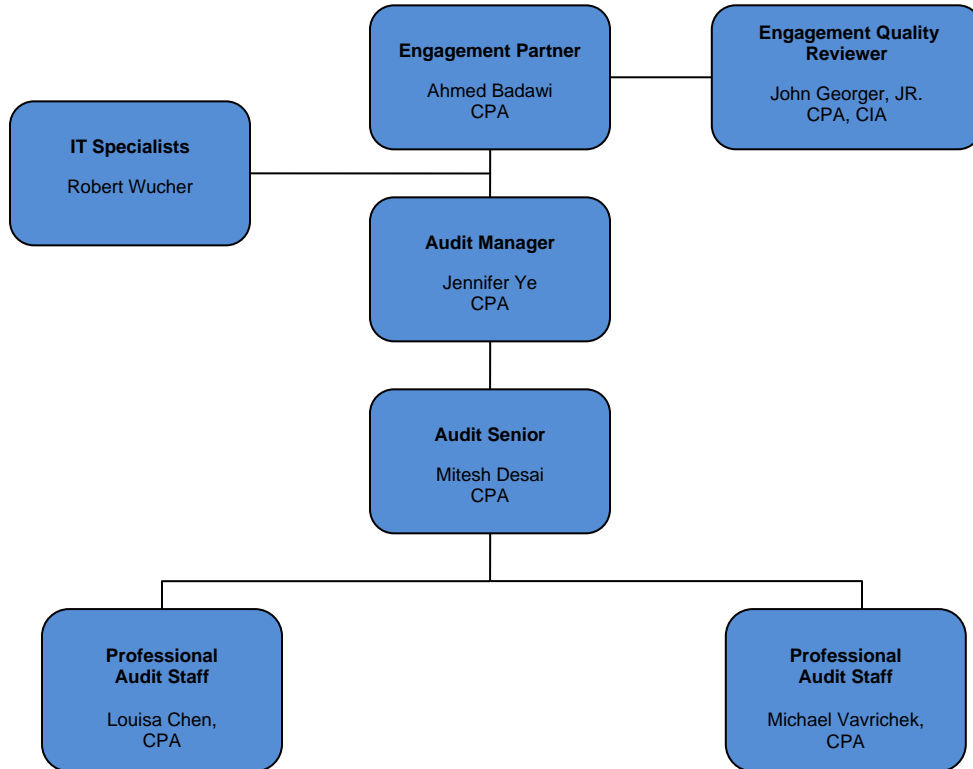 Engagement Partner
Ahmed Badawi
CPA
Engagement Quality
Reviewer
John Georger, JR.
CPA, CIA
IT Specialists
Robert Wucher
Audit Manager
Jennifer Ye
CPA
Audit Senior
Mitesh Desai
CPA
Professional
Audit Staff
Louisa Chen,
CPA
Professional
Audit Staff
Michael Vavrichek,
CPA